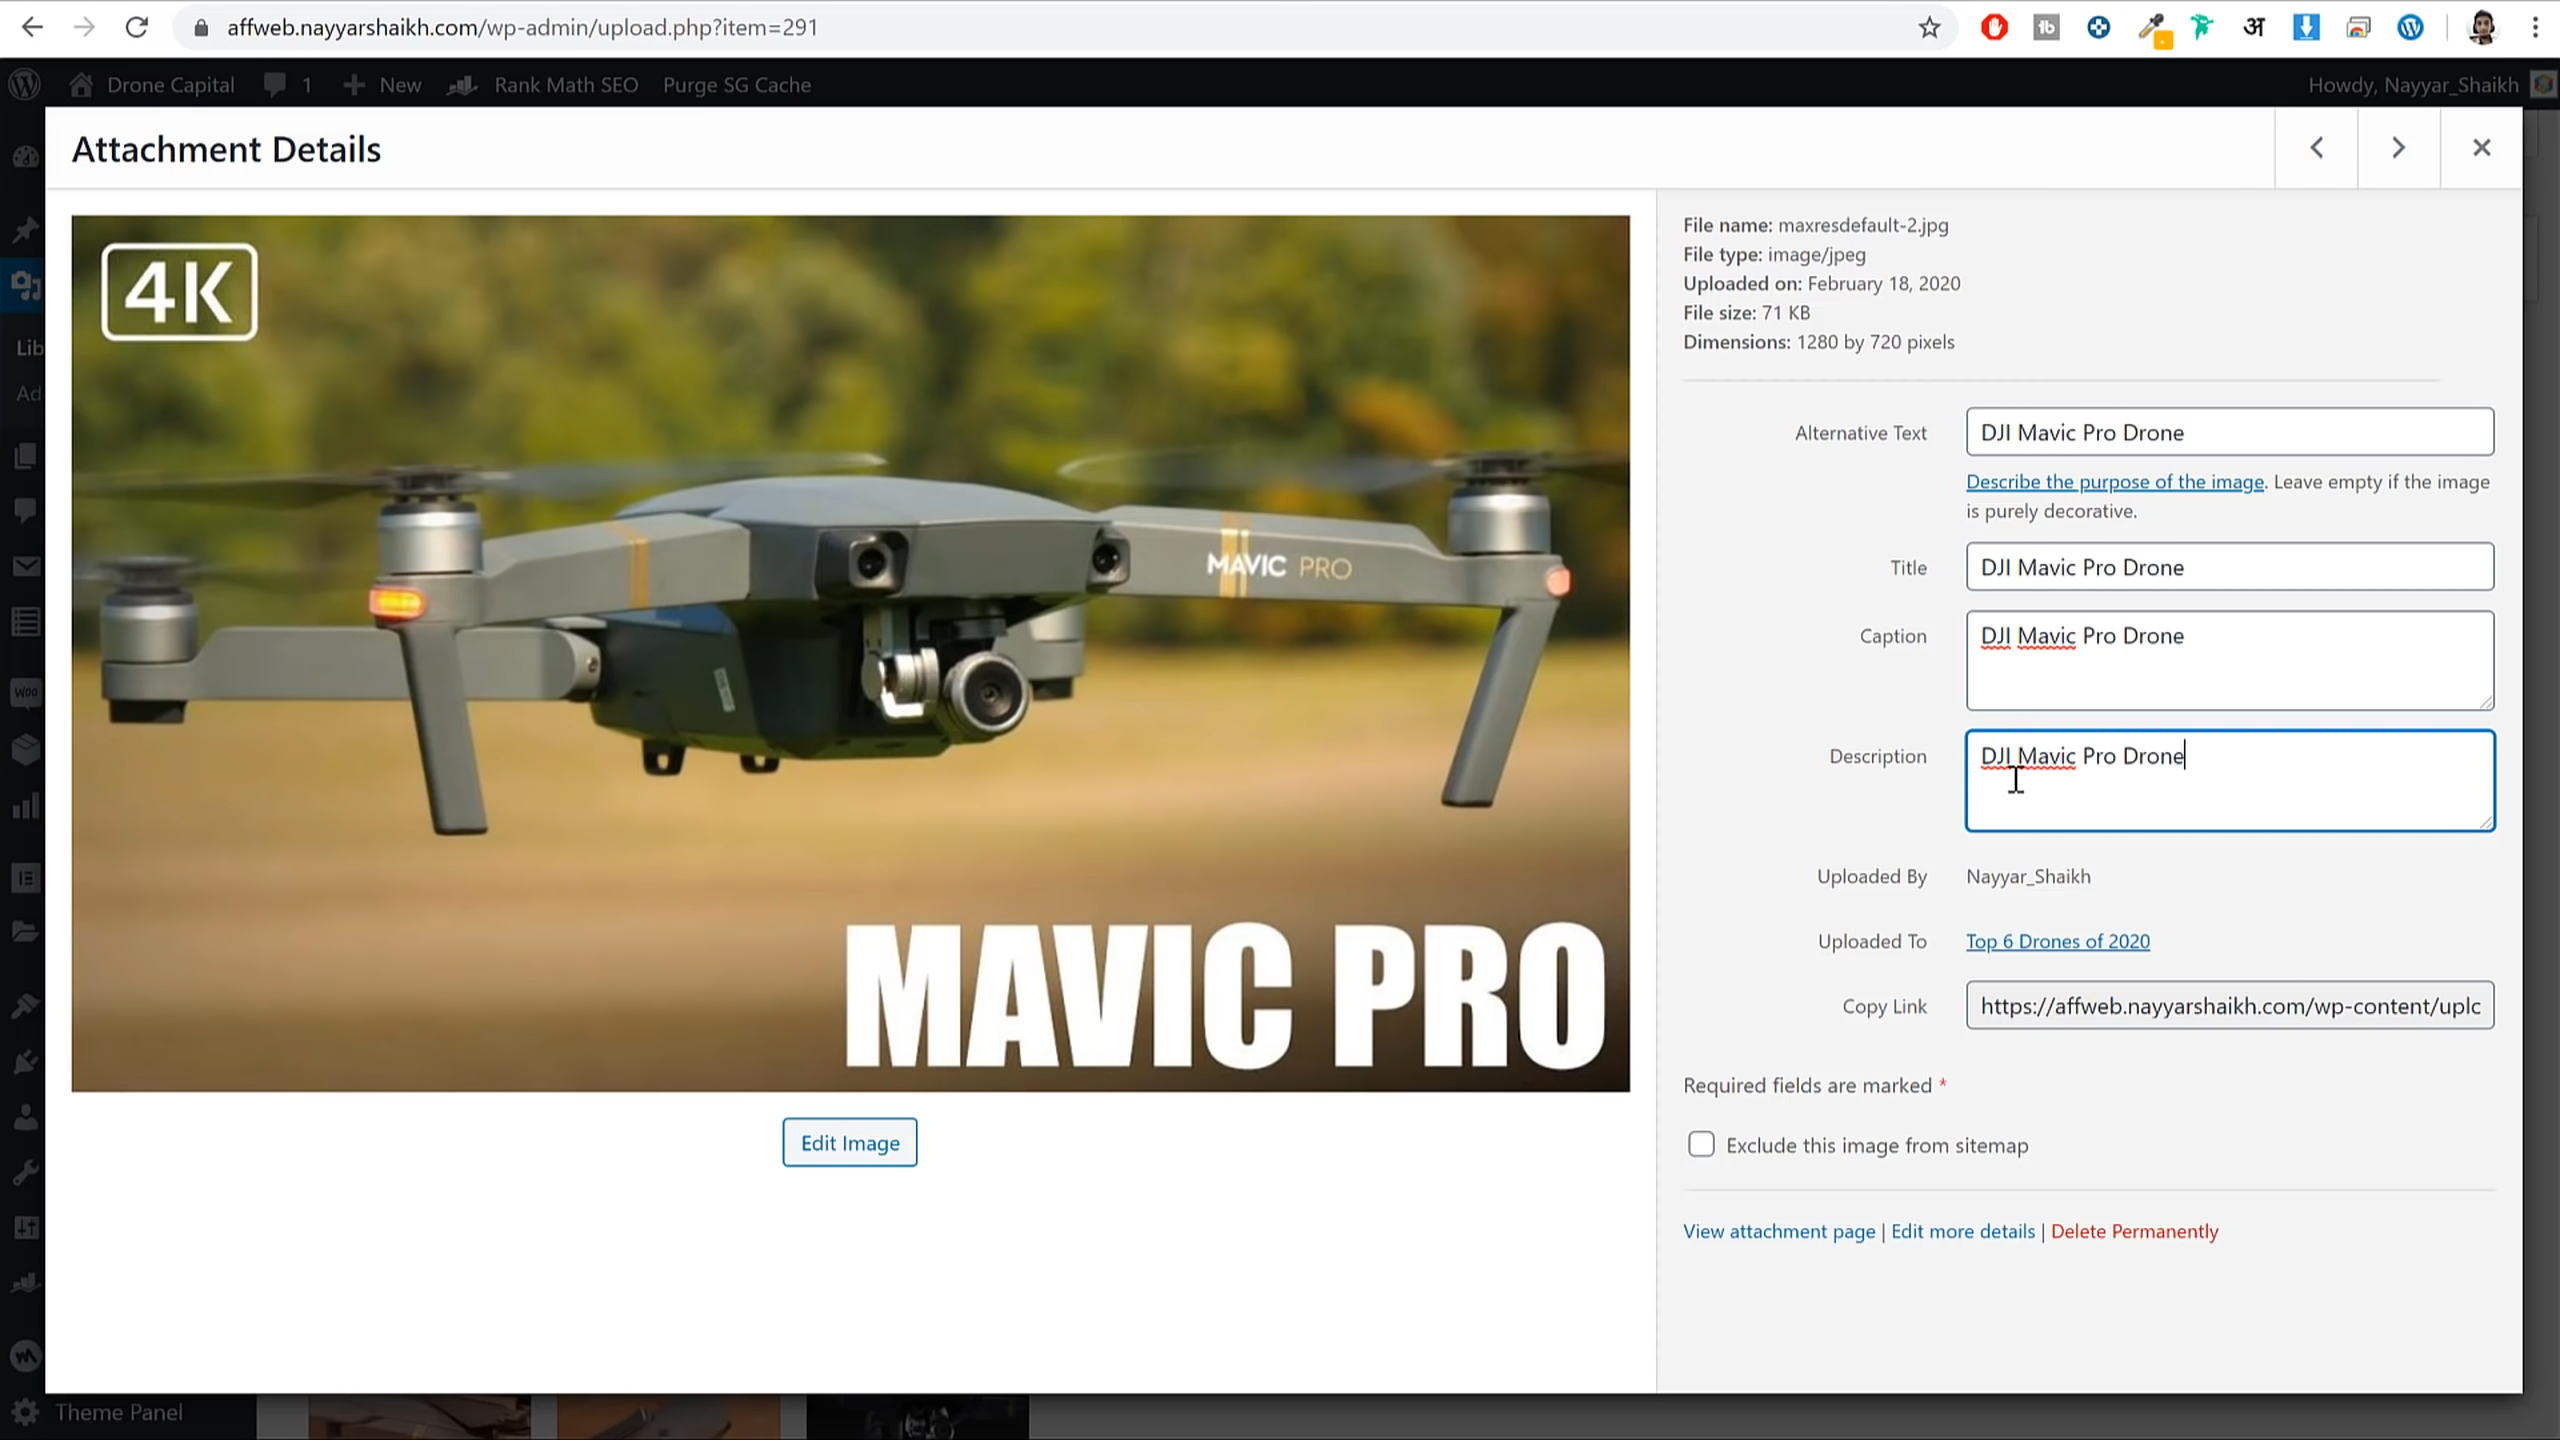 affweb.nayyarshaikh.com/wp-admin/upload.php?item=291
Drone Capital 1 New Rank Math SEO Purge SG Cache Howdy, Nayyar_Shaikh
Attachment Details
4K
MAVIC PRO
MAVIC PRO
Edit Image
File name: maxresdefault-2.jpg
File type: image/jpeg
Uploaded on: February 18, 2020
File size: 71 KB
Dimensions: 1280 by 720 pixels
Alternative Text DJI Mavic Pro Drone
Describe the purpose of the image. Leave empty if the image
is purely decorative.
Title DJI Mavic Pro Drone
Caption DJI Mavic Pro Drone
Description DJI Mavic Pro Drone
Uploaded By Nayyar_Shaikh
Uploaded To Top 6 Drones of 2020
Copy Link https://affweb.nayyarshaikh.com/wp-content/uplc
Required fields are marked *
Exclude this image from sitemap
View attachment page | Edit more details | Delete Permanently
Lib
Ad
Woo
Theme Panel
अ